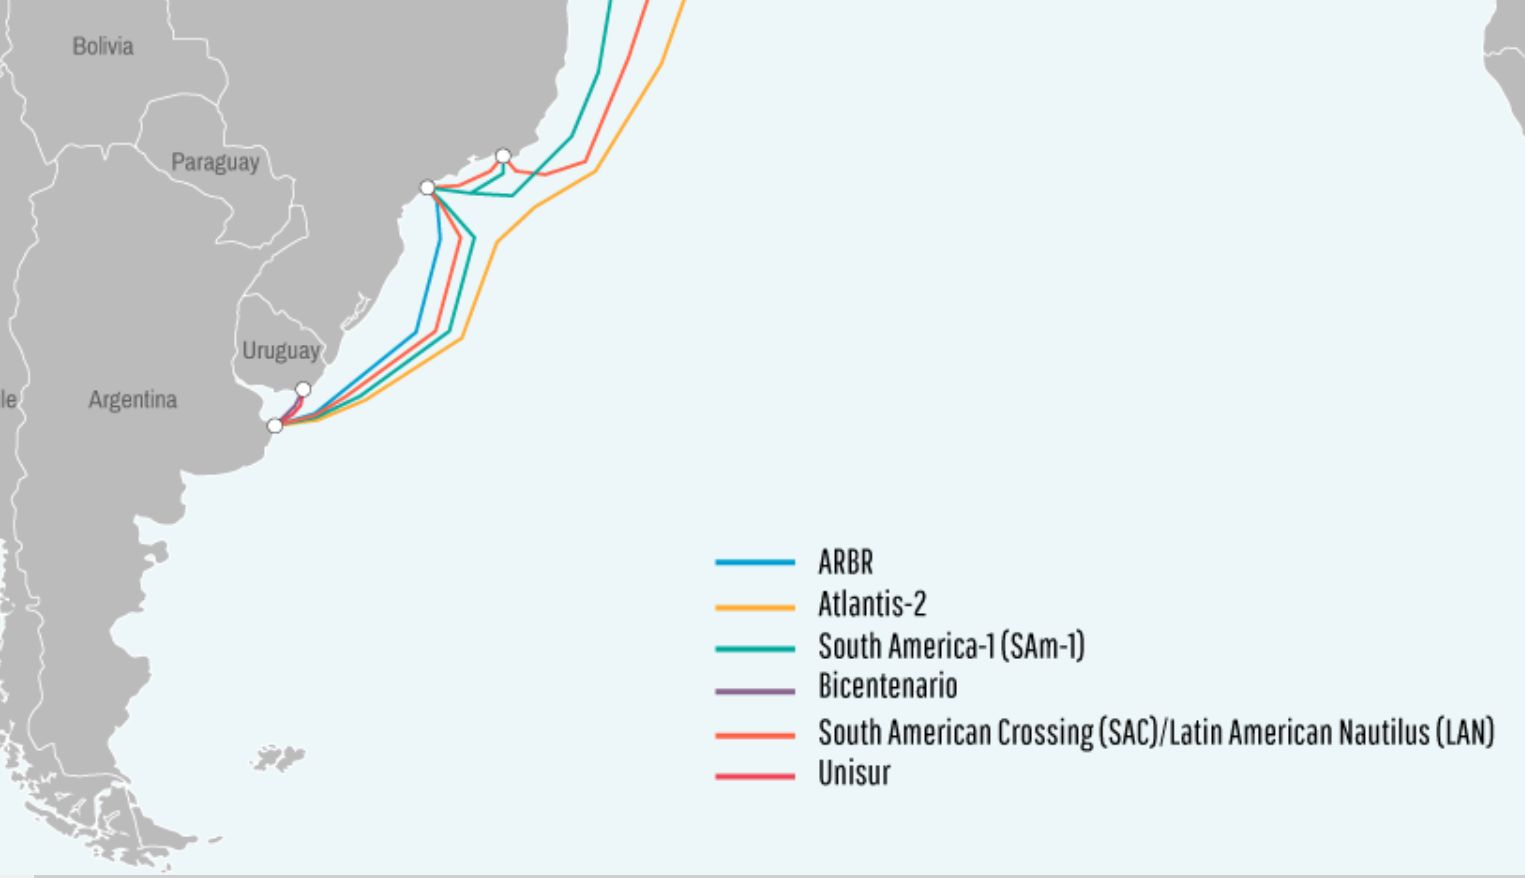 Bolivia
Paraguay
Uruguay
le
Argentina
ARBR
Atlantis-2
South America-1 (SAm-1)
Bicentenario
South American Crossing (SAC)/Latin American Nautilus (LAN)
Unisur